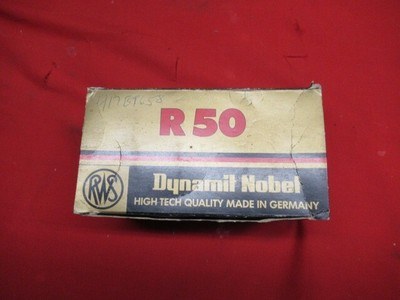 R 50
RWS
Dynamit Nobel
HIGH-TECH QUALITY MADE IN GERMANY